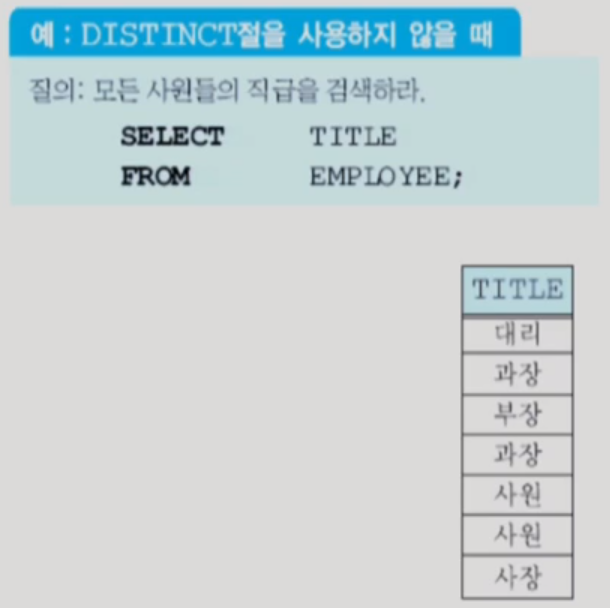 예 : DISTINCT절을 사용하지 않을 때
질의: 모든 사원들의 직급을 검색하라.
SELECT TITLE
FROM EMPLOYEE;
TITLE
대리
과장
부장
과장
사원
사원
사장